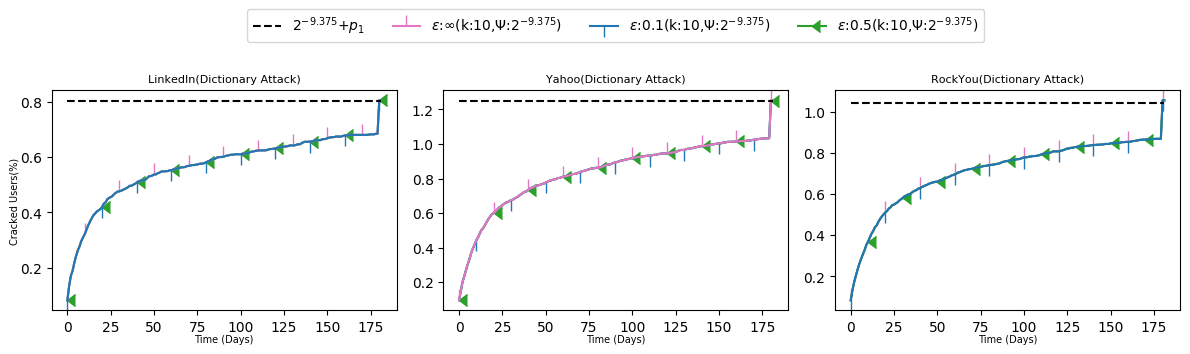 2^-9.375+p₁ ε:∞(k:10,Ψ:2^-9.375) ε:0.1(k:10,Ψ:2^-9.375) ε:0.5(k:10,Ψ:2^-9.375)
LinkedIn(Dictionary Attack) Yahoo(Dictionary Attack) RockYou(Dictionary Attack)
Cracked Users(%)
0.8
0.6
0.4
0.2
0 25 50 75 100 125 150 175
Time (Days)
1.2
1.0
0.8
0.6
0.4
0.2
0 25 50 75 100 125 150 175
Time (Days)
1.0
0.8
0.6
0.4
0.2
0 25 50 75 100 125 150 175
Time (Days)